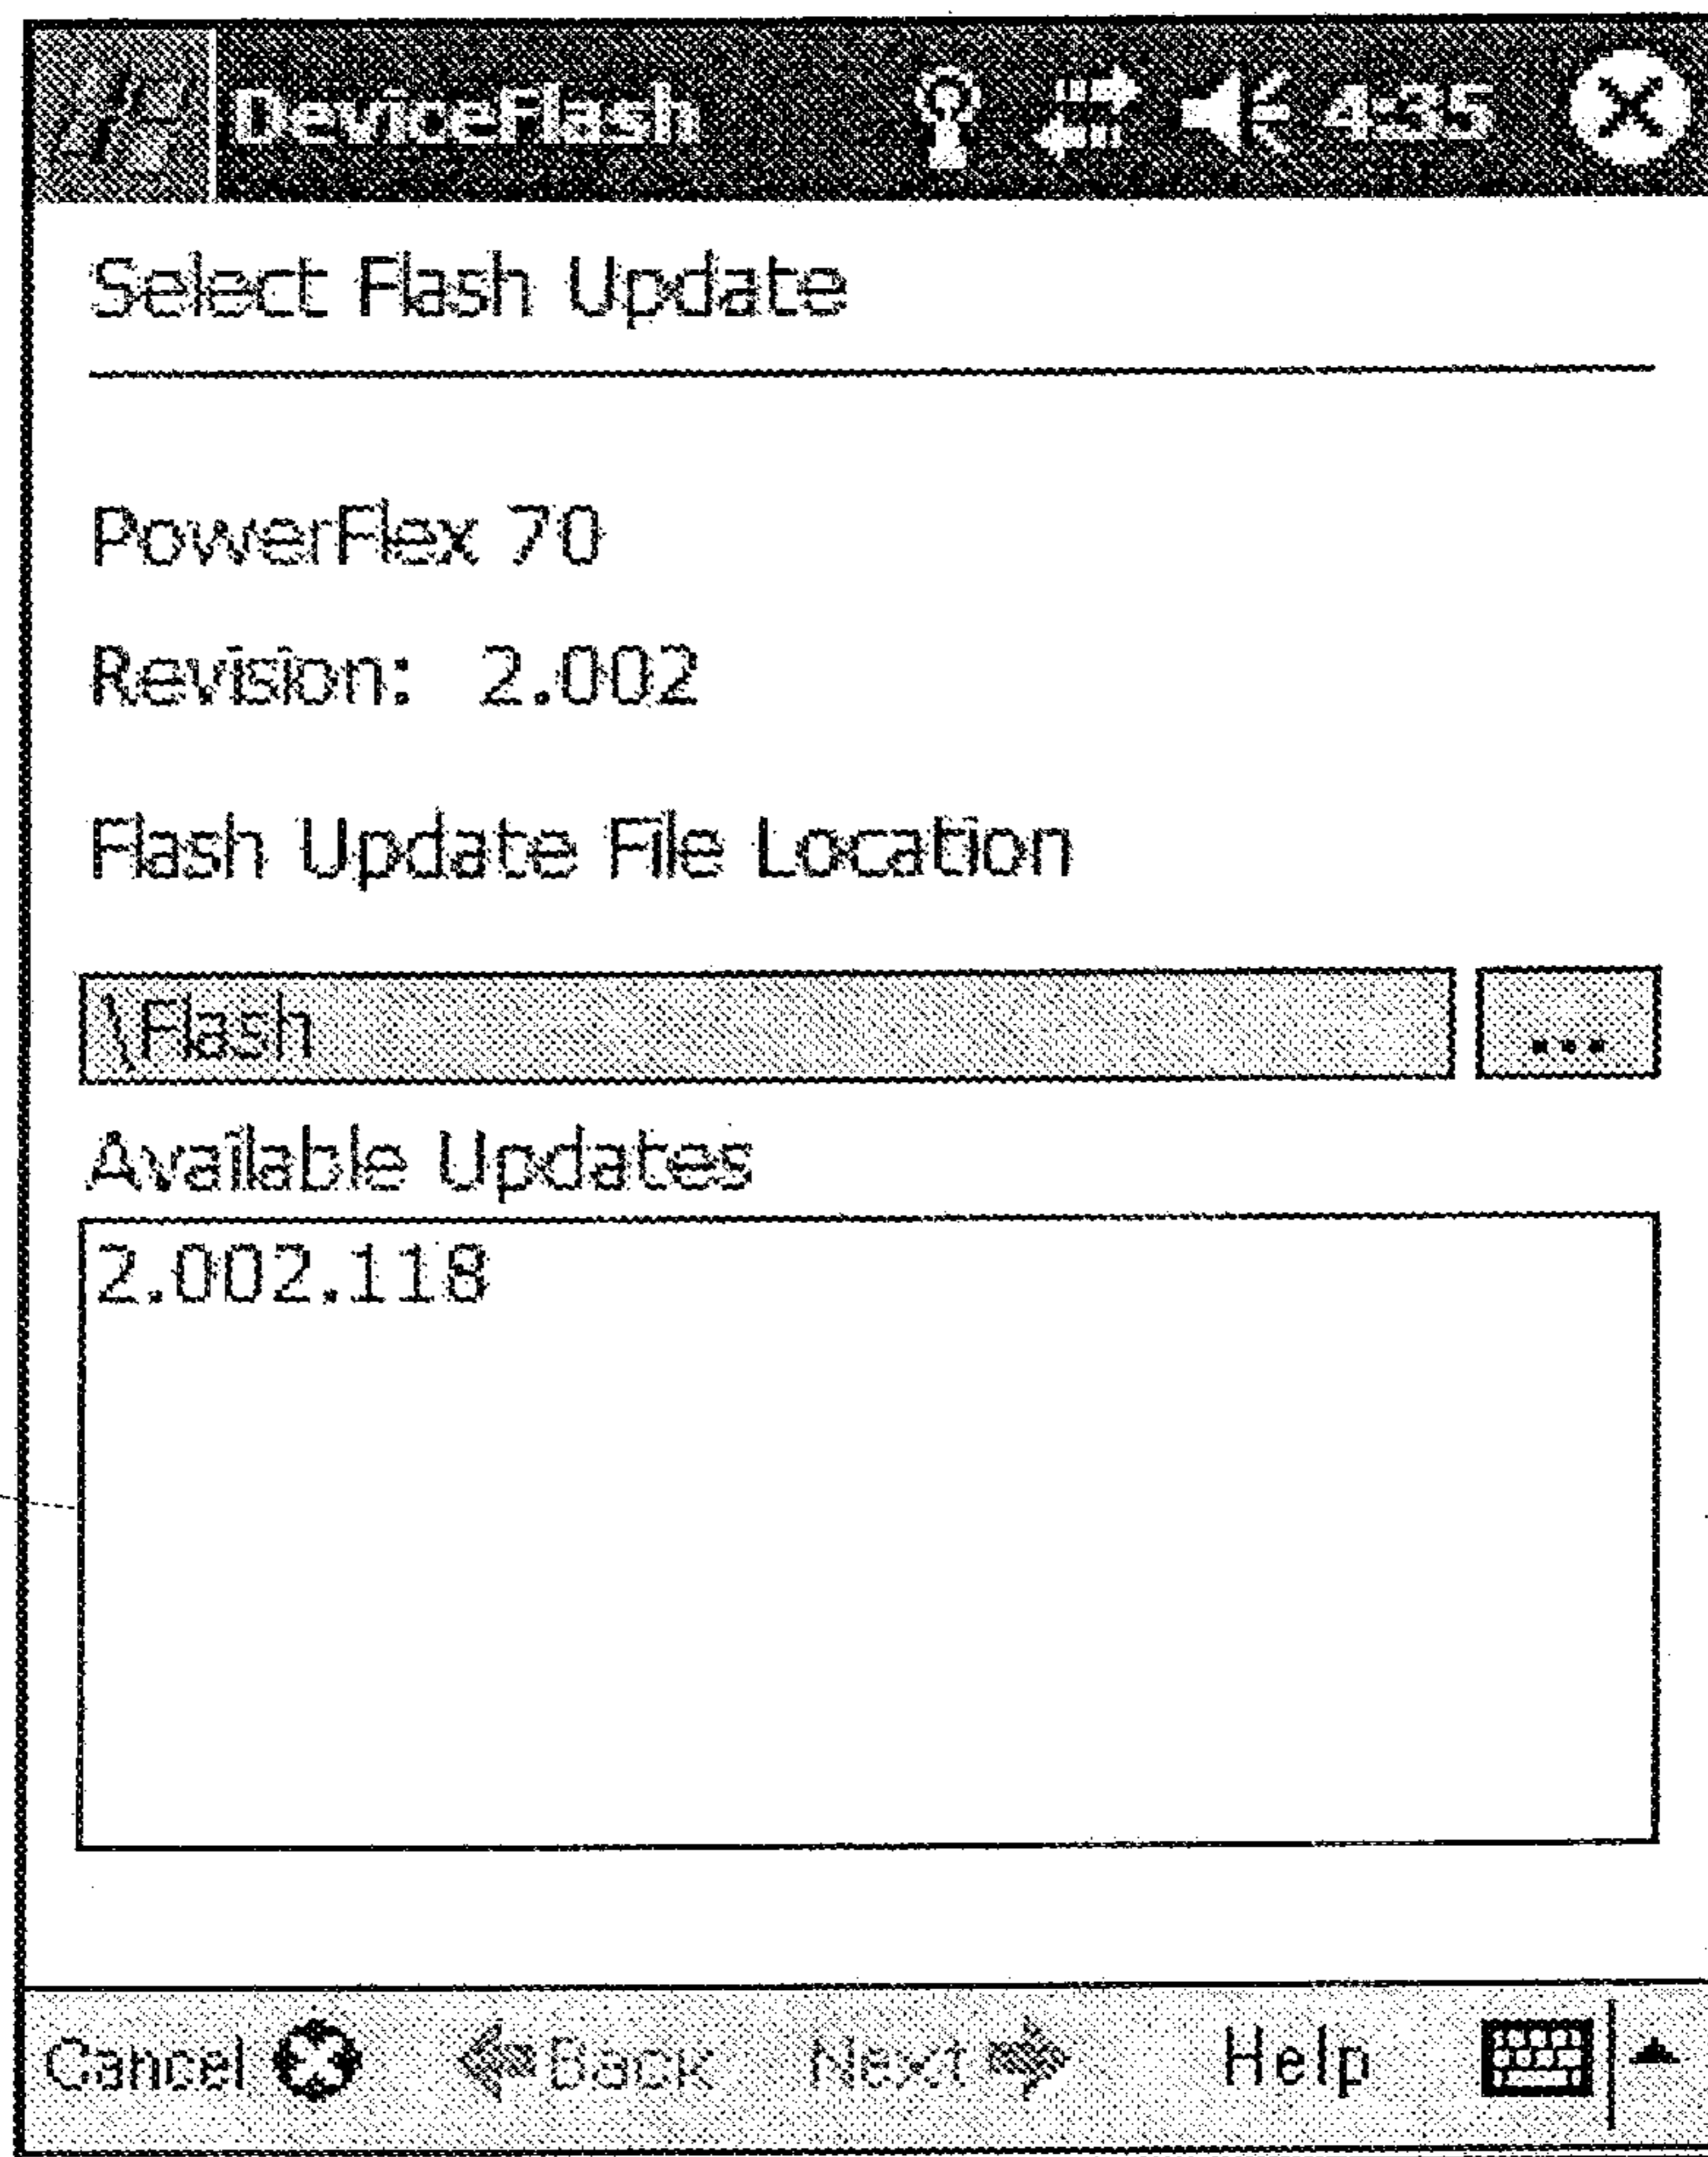 DeviceFlash 4:35
Select Flash Update
PowerFlex 70
Revision: 2.002
Flash Update File Location
\Flash ...
Available Updates
2.002.118
Cancel Back Next Help